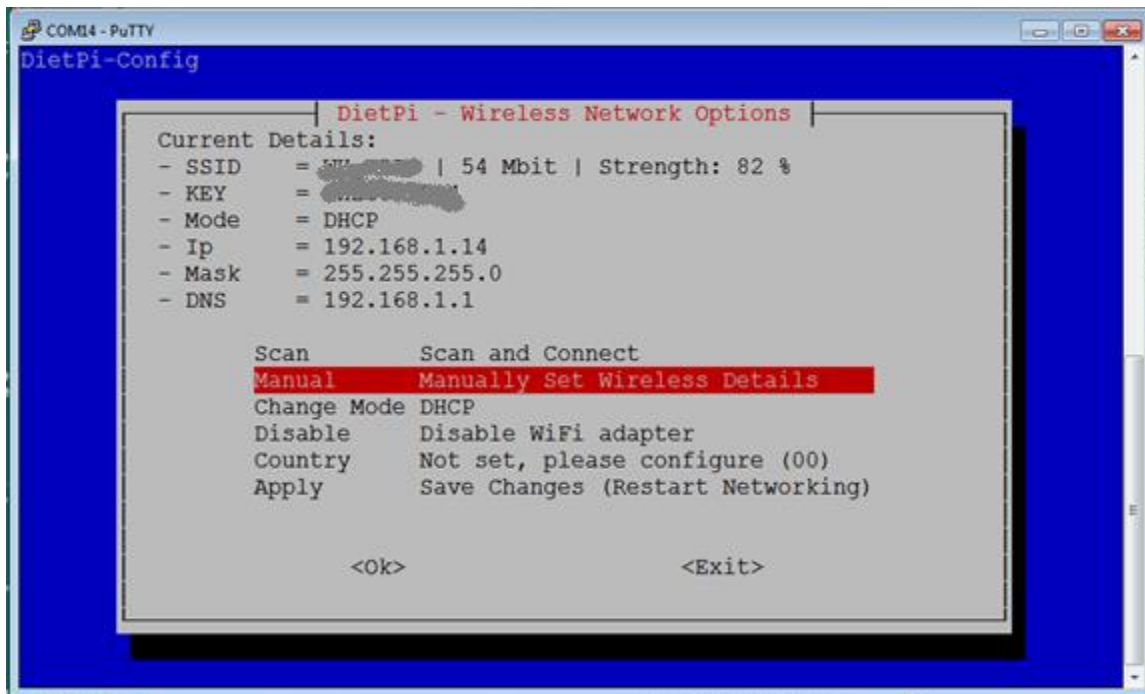 COM14 - PuTTY
DietPi-Config
DietPi - Wireless Network Options
Current Details:
- SSID = | 54 Mbit | Strength: 82 %
- KEY =
- Mode = DHCP
- Ip = 192.168.1.14
- Mask = 255.255.255.0
- DNS = 192.168.1.1
Scan Scan and Connect
Manual Manually Set Wireless Details
Change Mode DHCP
Disable Disable WiFi adapter
Country Not set, please configure (00)
Apply Save Changes (Restart Networking)
<Ok> <Exit>